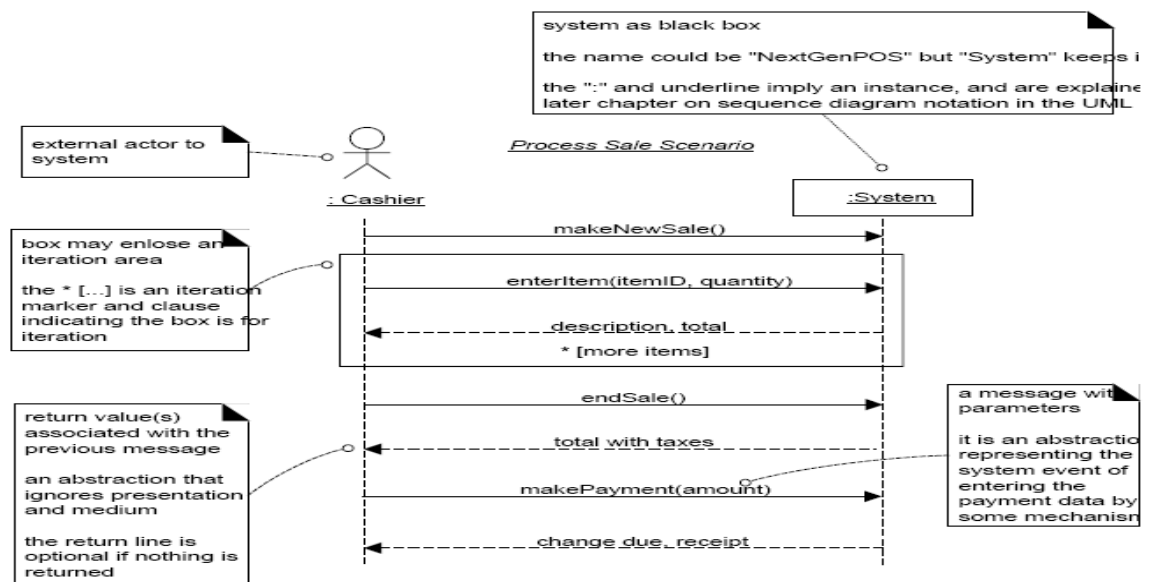 system as black box
the name could be "NextGenPOS" but "System" keeps i
the ":" and underline imply an instance, and are explaine
later chapter on sequence diagram notation in the UML
external actor to
system
Process Sale Scenario
: Cashier
:System
makeNewSale()
box may enlose an
iteration area
the * [...] is an iteration
marker and clause
indicating the box is for
iteration
enterItem(itemID, quantity)
description, total
* [more items]
endSale()
return value(s)
associated with the
previous message
an abstraction that
ignores presentation
and medium
the return line is
optional if nothing is
returned
total with taxes
makePayment(amount)
change due, receipt
a message with
parameters
it is an abstractio
representing the
system event of
entering the
payment data by
some mechanism